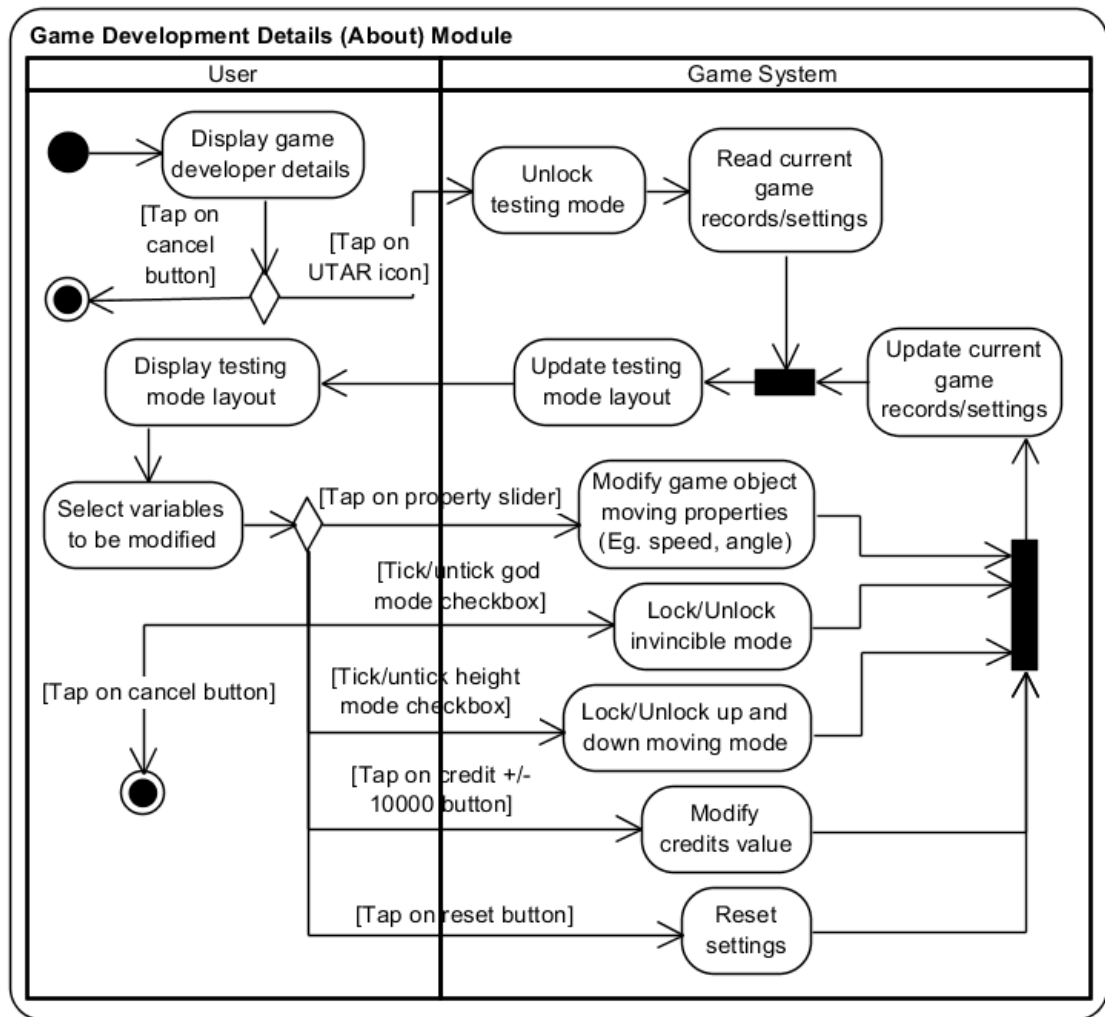 Game Development Details (About) Module
User
Game System
Display game
developer details
Unlock
testing mode
Read current
game
records/settings
[Tap on
cancel
button]
[Tap on
UTAR icon]
Display testing
mode layout
Update testing
mode layout
Update current
game
records/settings
Select variables
to be modified
[Tap on property slider]
Modify game object
moving properties
(Eg. speed, angle)
[Tick/untick god
mode checkbox]
Lock/Unlock
invincible mode
[Tap on cancel button]
[Tick/untick height
mode checkbox]
Lock/Unlock up and
down moving mode
[Tap on credit +/-
10000 button]
Modify
credits value
[Tap on reset button]
Reset
settings